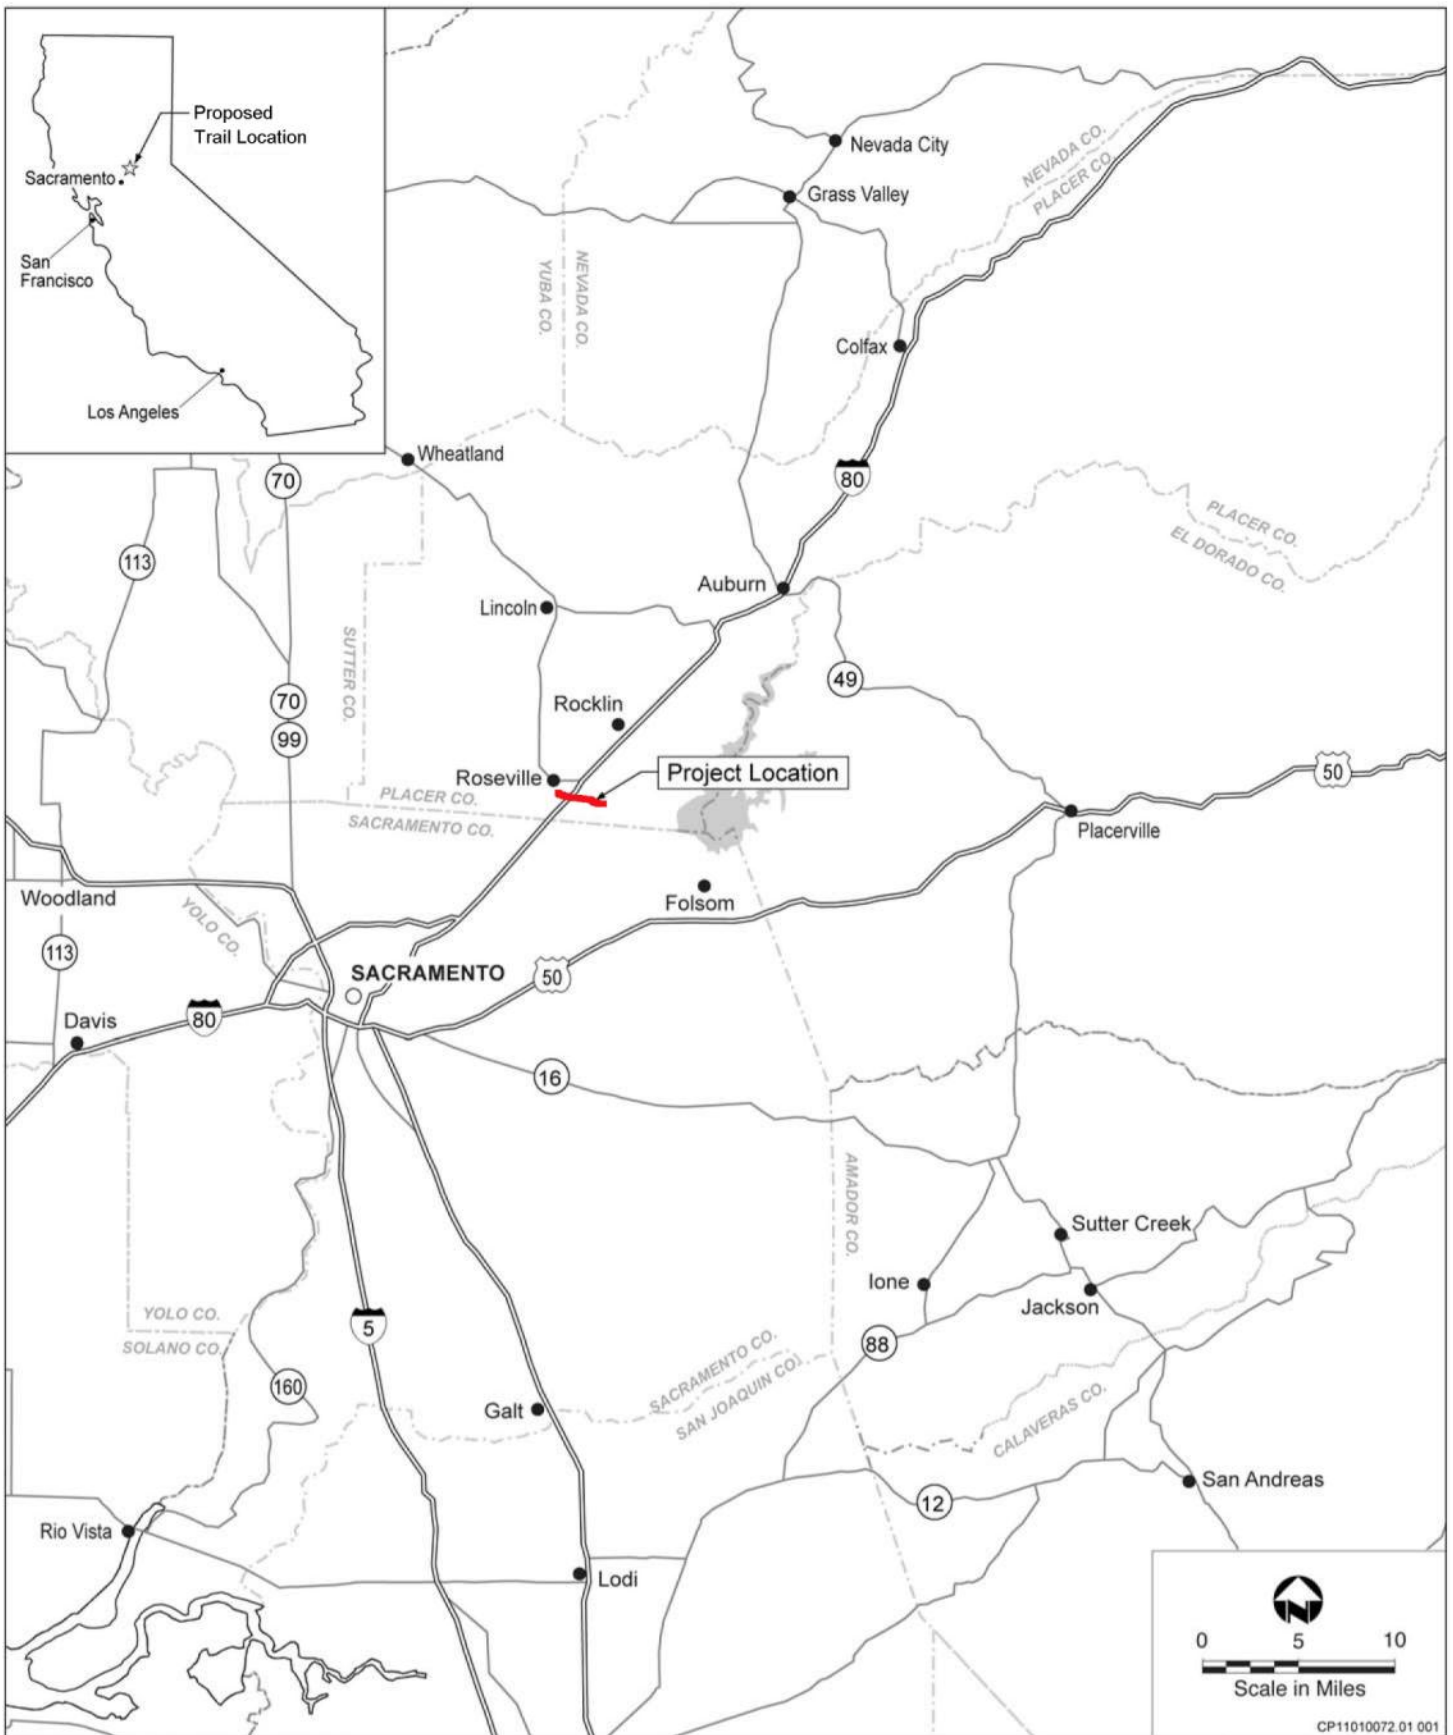 Proposed
Trail Location
Sacramento
San
Francisco
Los Angeles
Nevada City
Grass Valley
NEVADA CO.
PLACER CO.
YUBA CO.
NEVADA CO.
Colfax
Wheatland
70
80
113
PLACER CO.
EL DORADO CO.
Auburn
Lincoln
SUTTER CO.
49
70
99
Rocklin
Roseville
Project Location
50
PLACER CO.
SACRAMENTO CO.
Placerville
Woodland
YOLO CO.
Folsom
113
SACRAMENTO
50
Davis
80
16
AMADOR CO.
Sutter Creek
Ione
Jackson
YOLO CO.
SOLANO CO.
5
88
160
SACRAMENTO CO.
SAN JOAQUIN CO.
Galt
CALAVERAS CO.
San Andreas
12
Rio Vista
Lodi
N
0 5 10
Scale in Miles
CP11010072.01 001